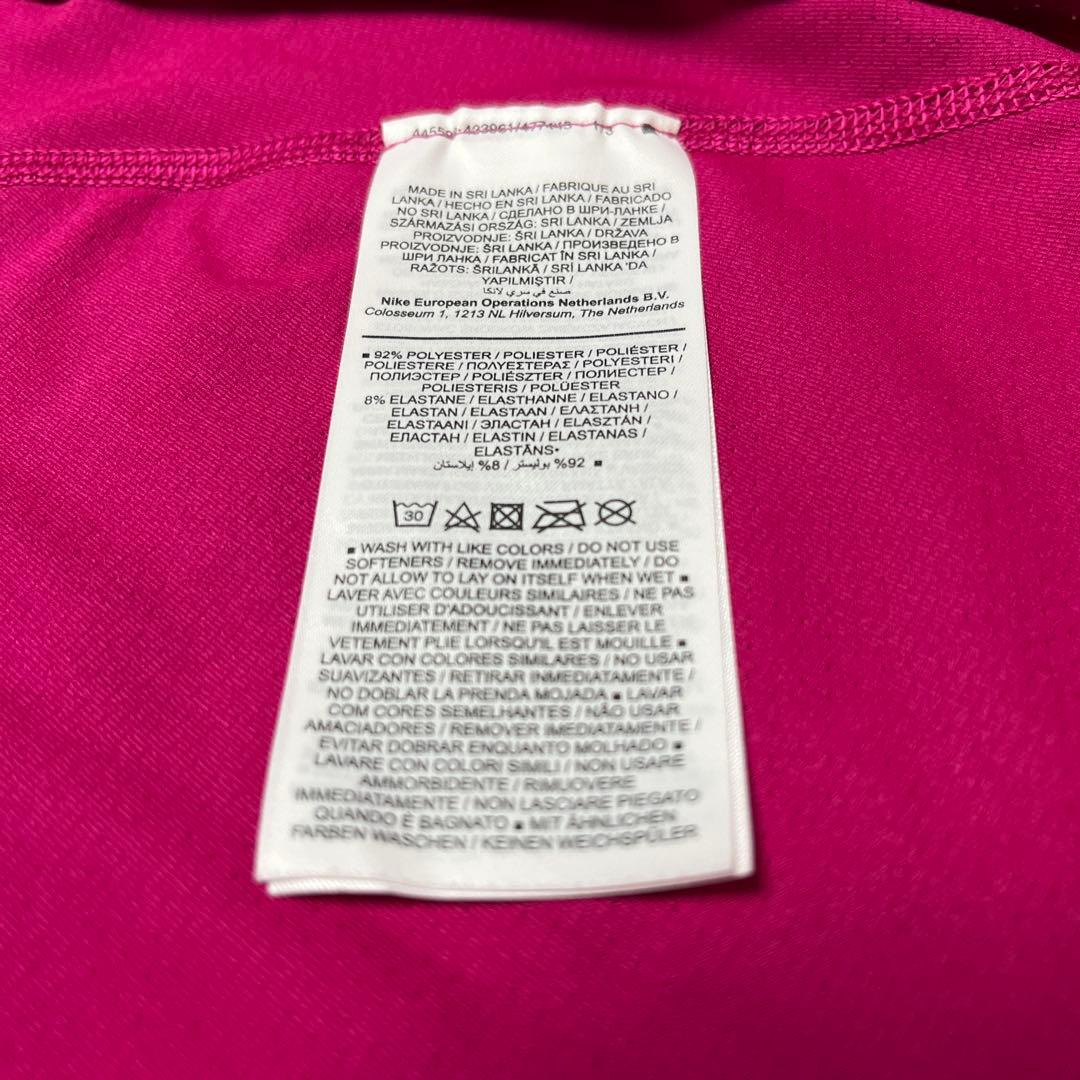 MADE IN SRI LANKA / FABRIQUE AU SRI
LANKA / HECHO EN SRI LANKA / FABRICADO
NO SRI LANKA / СДЕЛАНО В ШРИ-ЛАНКЕ /
SZÁRMAZÁSI ORSZÁG: SRI LANKA / ZEMLJA
PROIZVODNJE: ŠRI LANKA / DRŽAVA
PROIZVODNJE: ŠRI LANKA / ПРОИЗВЕДЕНО В
ШРИ ЛАНКА / FABRICAT ÎN SRI LANKA /
RAŽOTS: ŠRILANKĀ / SRİ LANKA 'DA
YAPILMIŞTIR /
صنع في سري لانكا
Nike European Operations Netherlands B.V.
Colosseum 1, 1213 NL Hilversum, The Netherlands
■ 92% POLYESTER / POLIESTER / POLIÉSTER /
POLIESTERE / ΠΟΛΥΕΣΤΕΡΑΣ / POLYESTERI /
ПОЛИЭСТЕР / POLIÉSZTER / ПОЛИЕСТЕР /
POLIESTERIS / POLÜESTER
8% ELASTANE / ELASTHANNE / ELASTANO /
ELASTAN / ELASTAAN / ΕΛΑΣΤΑΝΗ /
ELASTAANI / ЭЛАСТАН / ELASZTÁN /
ЕЛАСТАН / ELASTIN / ELASTANAS /
ELASTĀNS•
■ 92% بوليستر / 8% إيلاستان
30
■ WASH WITH LIKE COLORS / DO NOT USE
SOFTENERS / REMOVE IMMEDIATELY / DO
NOT ALLOW TO LAY ON ITSELF WHEN WET ■
LAVER AVEC COULEURS SIMILAIRES / NE PAS
UTILISER D'ADOUCISSANT / ENLEVER
IMMEDIATEMENT / NE PAS LAISSER LE
VETEMENT PLIE LORSQU'IL EST MOUILLE ■
LAVAR CON COLORES SIMILARES / NO USAR
SUAVIZANTES / RETIRAR INMEDIATAMENTE /
NO DOBLAR LA PRENDA MOJADA ■ LAVAR
COM CORES SEMELHANTES / NÃO USAR
AMACIADORES / REMOVER IMEDIATAMENTE /
EVITAR DOBRAR ENQUANTO MOLHADO ■
LAVARE CON COLORI SIMILI / NON USARE
AMMORBIDENTE / RIMUOVERE
IMMEDIATAMENTE / NON LASCIARE PIEGATO
QUANDO È BAGNATO ■ MIT ÄHNLICHEN
FARBEN WASCHEN / KEINEN WEICHSPÜLER